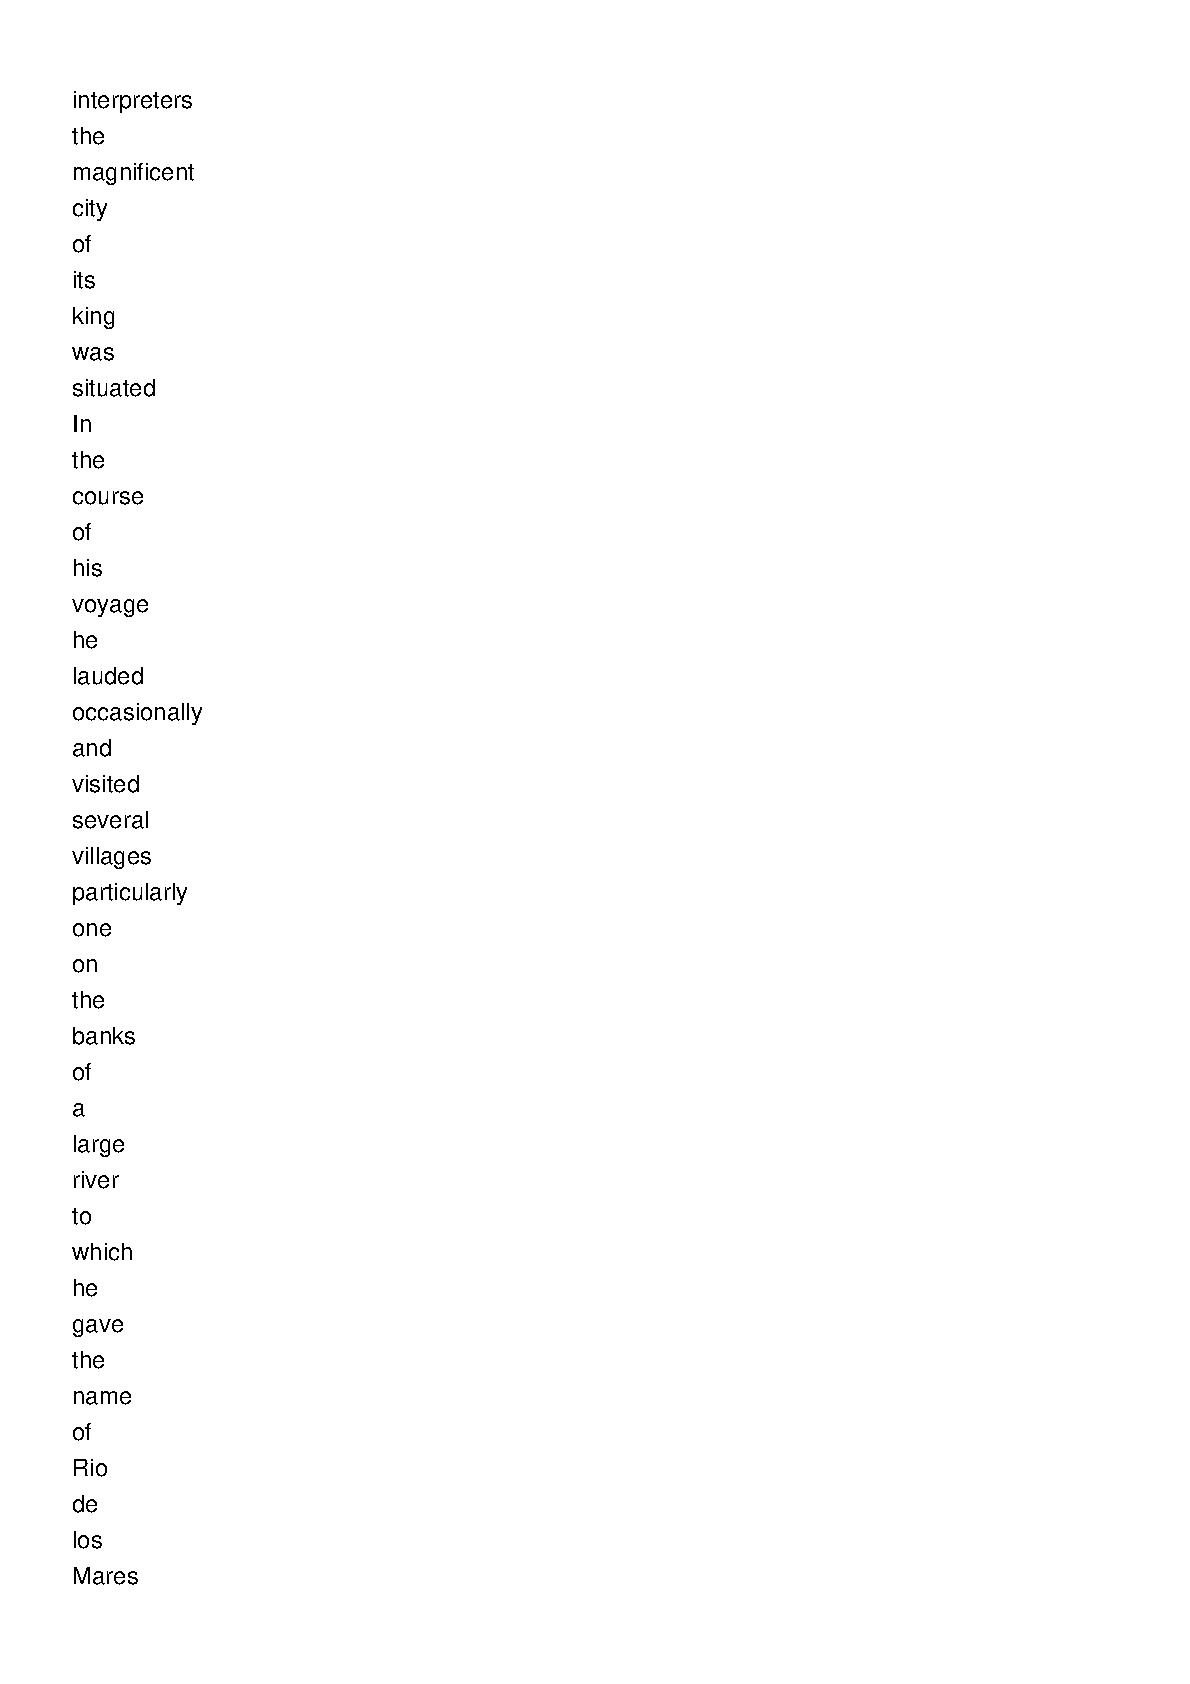 interpreters
the
magnificent
city
of
its
king
was
situated
In
the
course
of
his
voyage
he
lauded
occasionally
and
visited
several
villages
particularly
one
on
the
banks
of
a
large
river
to
which
he
gave
the
name
of
Rio
de
los
Mares